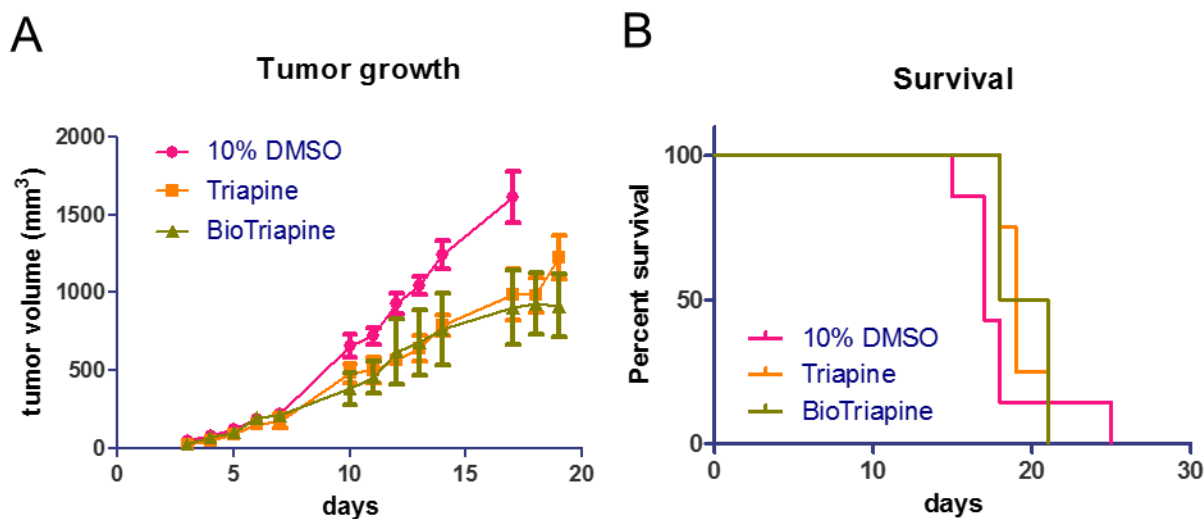 A
Tumor growth
2000
1500
1000
500
0
tumor volume (mm³)
10% DMSO
Triapine
BioTriapine
0 5 10 15 20
days
B
Survival
100
50
0
Percent survival
10% DMSO
Triapine
BioTriapine
0 10 20 30
days